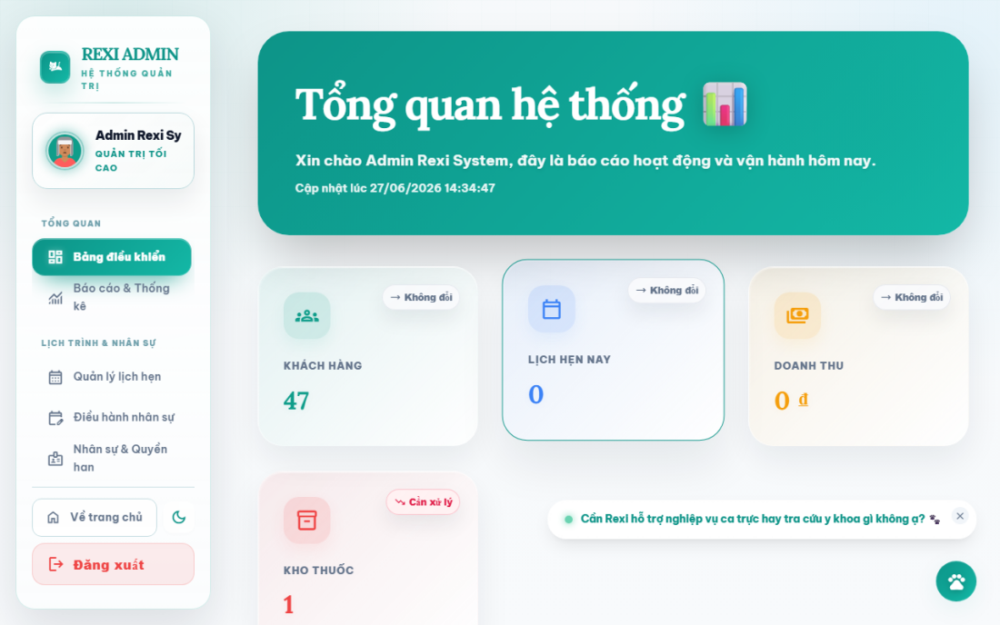 REXI ADMIN
HỆ THỐNG QUẢN
TRỊ
Admin Rexi Sy
QUẢN TRỊ TỐI
CAO
TỔNG QUAN
Bảng điều khiển
Báo cáo & Thống
kê
LỊCH TRÌNH & NHÂN SỰ
Quản lý lịch hẹn
Điều hành nhân sự
Nhân sự & Quyền
hạn
Về trang chủ
Đăng xuất
Tổng quan hệ thống
Xin chào Admin Rexi System, đây là báo cáo hoạt động và vận hành hôm nay.
Cập nhật lúc 27/06/2026 14:34:47
→ Không đổi
KHÁCH HÀNG
47
→ Không đổi
LỊCH HẸN NAY
0
→ Không đổi
DOANH THU
0 ₫
Cần xử lý
KHO THUỐC
1
Cần Rexi hỗ trợ nghiệp vụ ca trực hay tra cứu y khoa gì không ạ? 🐾